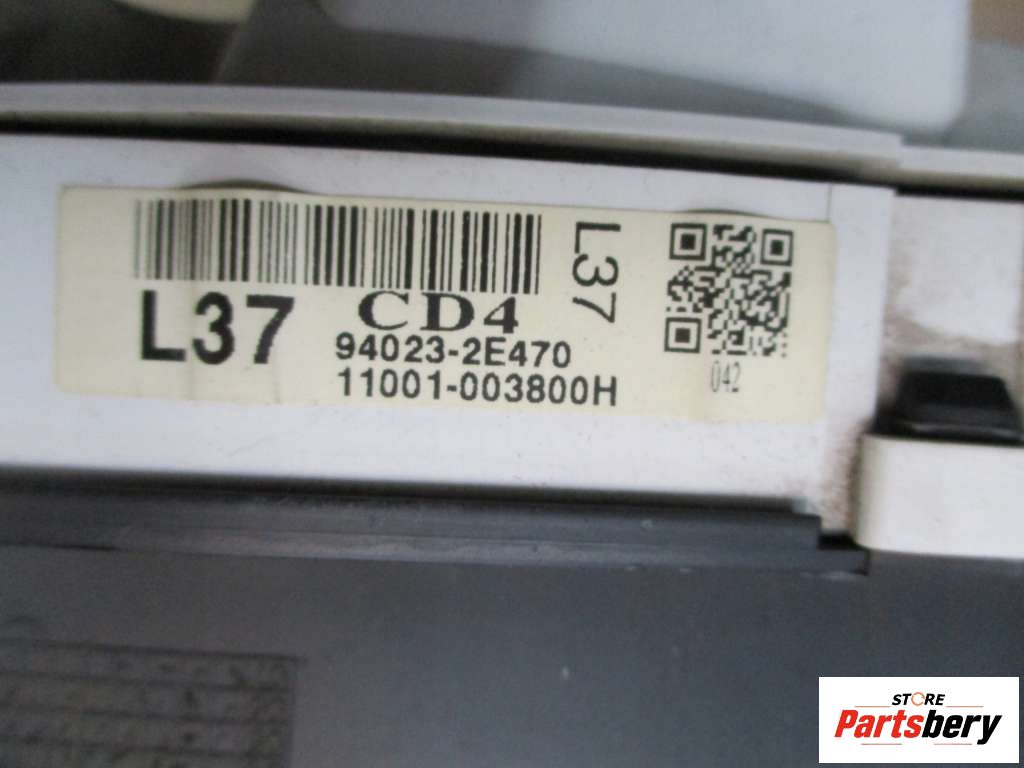 L37
CD4
94023-2E470
11001-003800H
L37
042
STORE
Partsbery